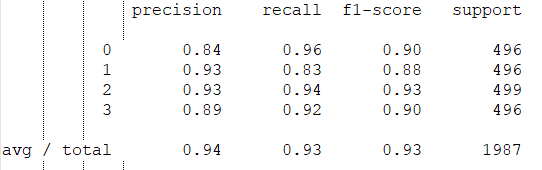 precision recall f1-score support
0 0.84 0.96 0.90 496
1 0.93 0.83 0.88 496
2 0.93 0.94 0.93 499
3 0.89 0.92 0.90 496
avg / total 0.94 0.93 0.93 1987